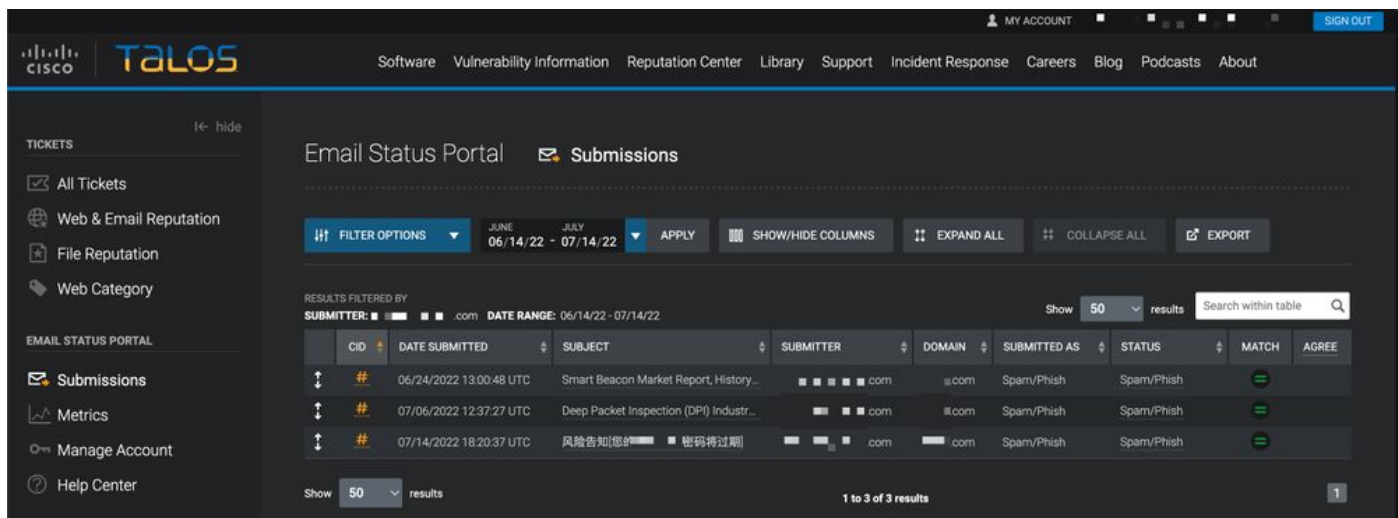 MY ACCOUNT SIGN OUT
CISCO TALOS Software Vulnerability Information Reputation Center Library Support Incident Response Careers Blog Podcasts About
hide
TICKETS
All Tickets
Web & Email Reputation
File Reputation
Web Category
EMAIL STATUS PORTAL
Submissions
Metrics
Manage Account
Help Center
Email Status Portal Submissions
FILTER OPTIONS JUNE 06/14/22 - JULY 07/14/22 APPLY SHOW/HIDE COLUMNS EXPAND ALL COLLAPSE ALL EXPORT
RESULTS FILTERED BY
SUBMITTER: .com DATE RANGE: 06/14/22 - 07/14/22 Show 50 results Search within table
CID DATE SUBMITTED SUBJECT SUBMITTER DOMAIN SUBMITTED AS STATUS MATCH AGREE
# 06/24/2022 13:00:48 UTC Smart Beacon Market Report, History... .com .com Spam/Phish Spam/Phish =
# 07/06/2022 12:37:27 UTC Deep Packet Inspection (DPI) Industr... .com .com Spam/Phish Spam/Phish =
# 07/14/2022 18:20:37 UTC 风险告知[您的 密码将过期] .com .com Spam/Phish Spam/Phish =
Show 50 results 1 to 3 of 3 results 1